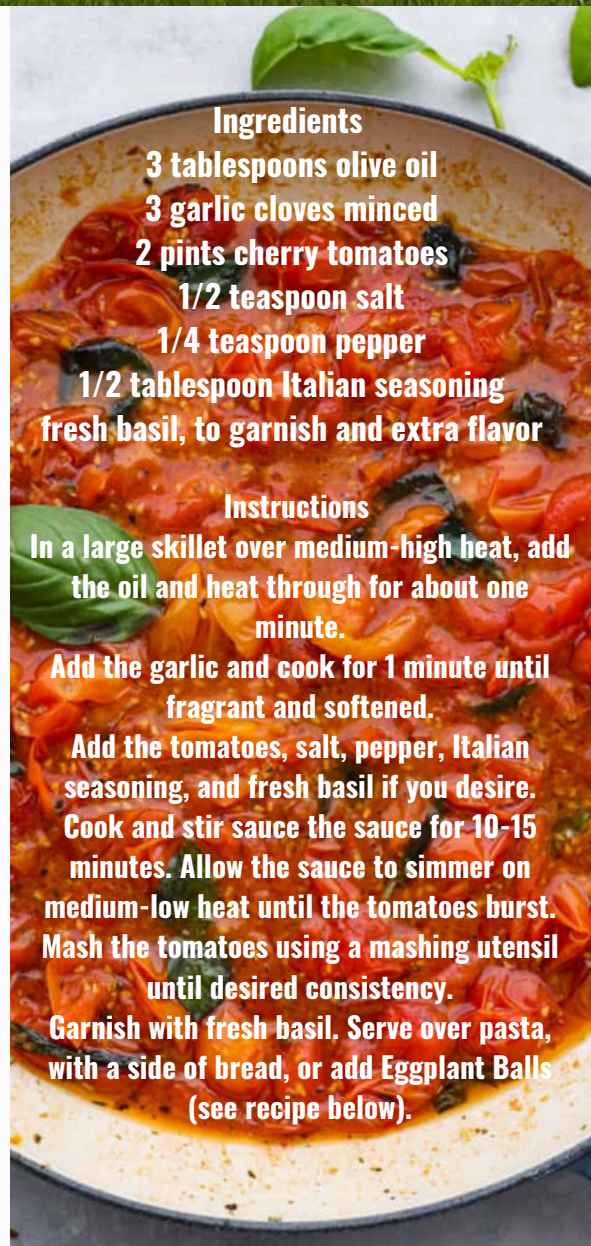 Ingredients
3 tablespoons olive oil
3 garlic cloves minced
2 pints cherry tomatoes
1/2 teaspoon salt
1/4 teaspoon pepper
1/2 tablespoon Italian seasoning
fresh basil, to garnish and extra flavor
Instructions
In a large skillet over medium-high heat, add
the oil and heat through for about one
minute.
Add the garlic and cook for 1 minute until
fragrant and softened.
Add the tomatoes, salt, pepper, Italian
seasoning, and fresh basil if you desire.
Cook and stir sauce the sauce for 10-15
minutes. Allow the sauce to simmer on
medium-low heat until the tomatoes burst.
Mash the tomatoes using a mashing utensil
until desired consistency.
Garnish with fresh basil. Serve over pasta,
with a side of bread, or add Eggplant Balls
(see recipe below).